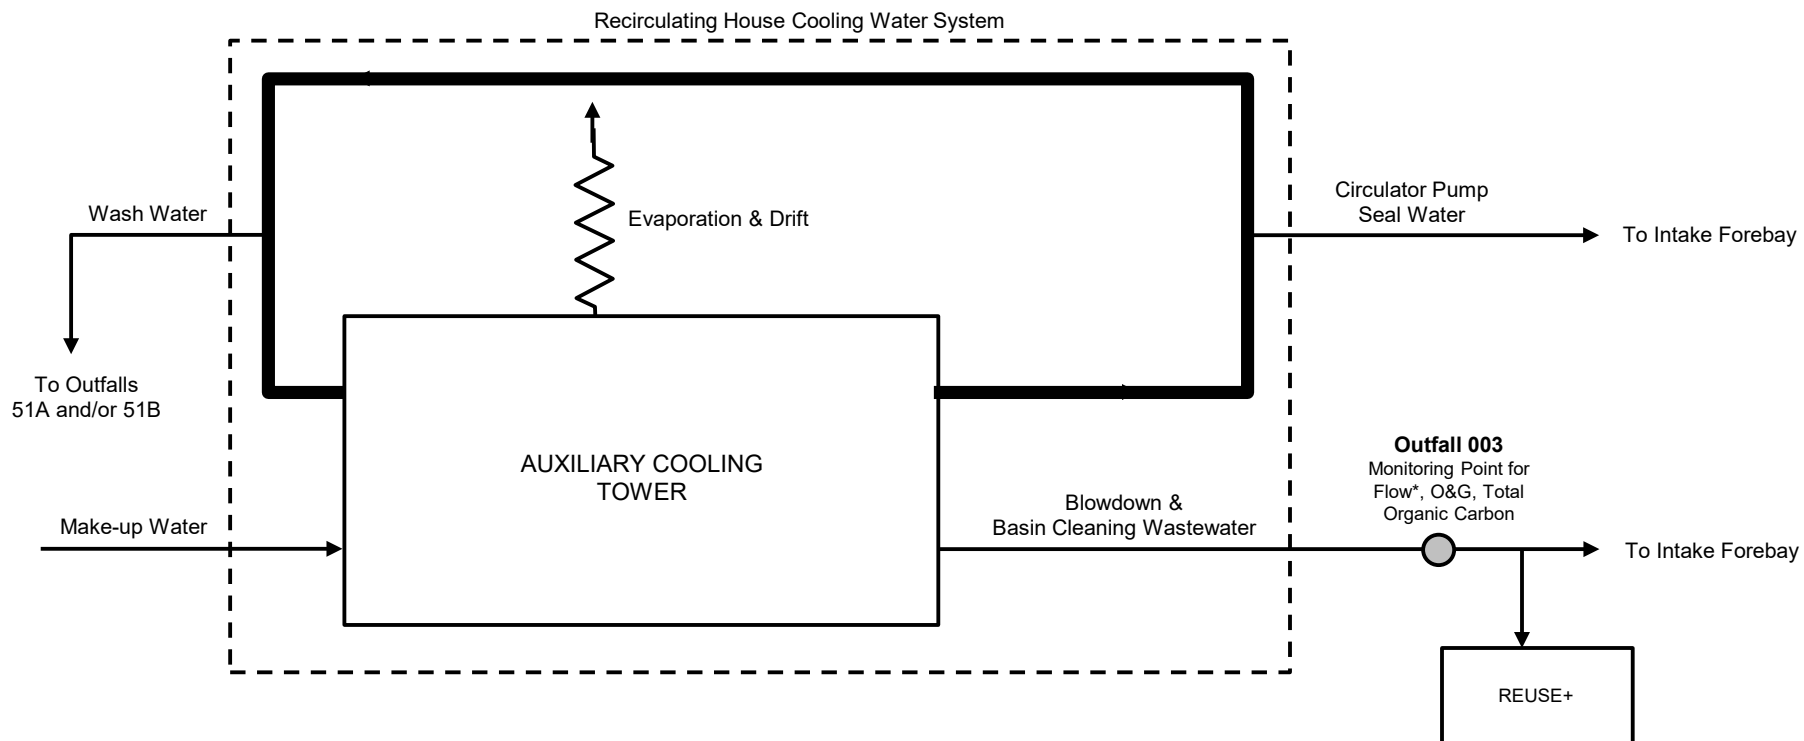 Recirculating House Cooling Water System
Wash Water
Evaporation & Drift
Circulator Pump
Seal Water
To Intake Forebay
To Outfalls
51A and/or 51B
AUXILIARY COOLING
TOWER
Outfall 003
Monitoring Point for
Flow*, O&G, Total
Organic Carbon
Make-up Water
Blowdown &
Basin Cleaning Wastewater
To Intake Forebay
REUSE+